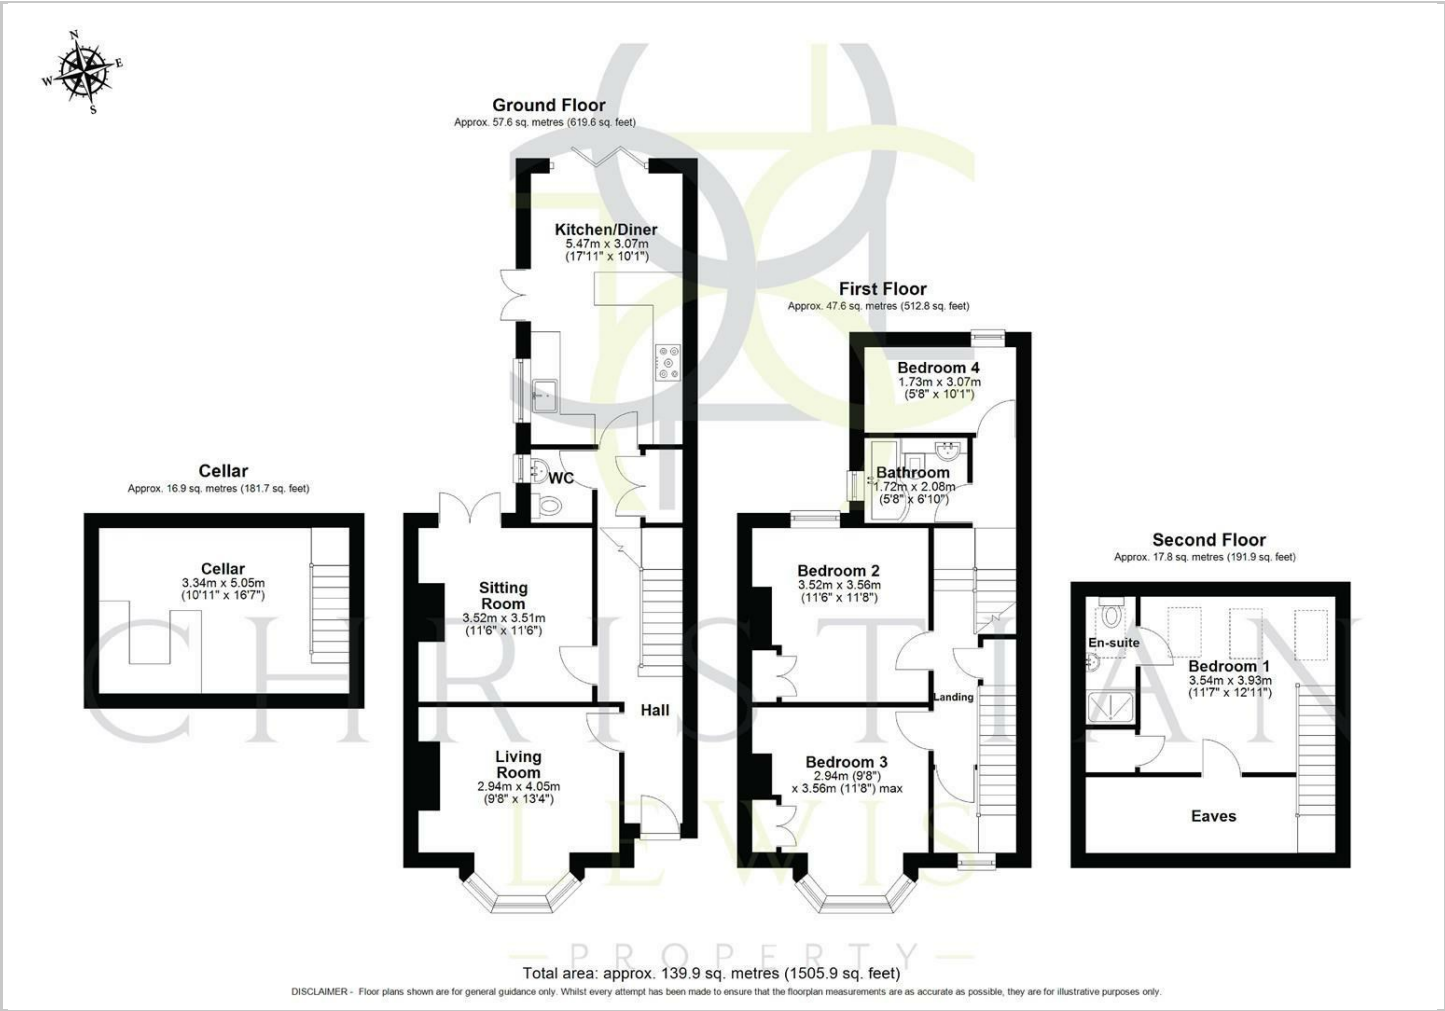 N
W
E
S
Ground Floor
Approx. 57.6 sq. metres (619.6 sq. feet)
Kitchen/Diner
5.47m x 3.07m
(17'11" x 10'1")
WC
Sitting
Room
3.52m x 3.51m
(11'6" x 11'6")
Hall
Living
Room
2.94m x 4.05m
(9'8" x 13'4")
First Floor
Approx. 47.6 sq. metres (512.8 sq. feet)
Bedroom 4
1.73m x 3.07m
(5'8" x 10'1")
Bathroom
1.72m x 2.08m
(5'8" x 6'10")
Bedroom 2
3.52m x 3.56m
(11'6" x 11'8")
Landing
Bedroom 3
2.94m (9'8")
x 3.56m (11'8") max
Cellar
Approx. 16.9 sq. metres (181.7 sq. feet)
Cellar
3.34m x 5.05m
(10'11" x 16'7")
Second Floor
Approx. 17.8 sq. metres (191.9 sq. feet)
En-suite
Bedroom 1
3.54m x 3.93m
(11'7" x 12'11")
Eaves
CHRISTIAN
LEWIS
PROPERTY
Total area: approx. 139.9 sq. metres (1505.9 sq. feet)
DISCLAIMER - Floor plans shown are for general guidance only. Whilst every attempt has been made to ensure that the floorplan measurements are as accurate as possible, they are for illustrative purposes only.